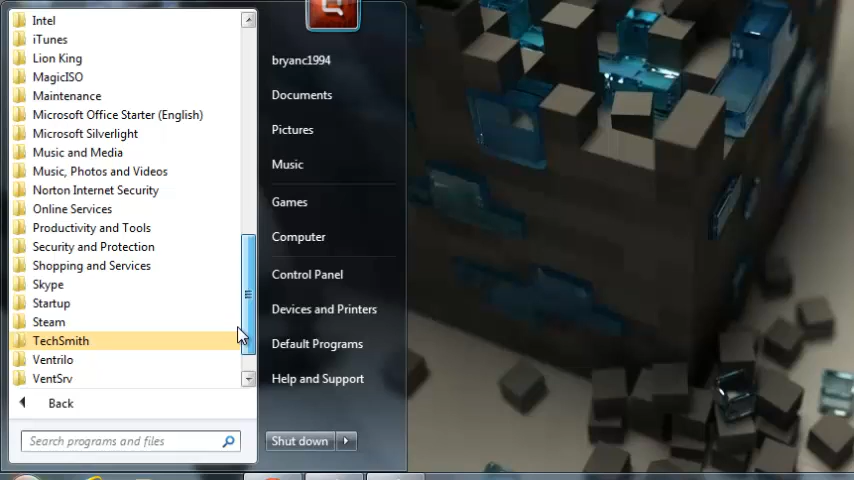 Intel
iTunes
Lion King
MagicISO
Maintenance
Microsoft Office Starter (English)
Microsoft Silverlight
Music and Media
Music, Photos and Videos
Norton Internet Security
Online Services
Productivity and Tools
Security and Protection
Shopping and Services
Skype
Startup
Steam
TechSmith
Ventrilo
VentSrv
Back
Search programs and files
bryanc1994
Documents
Pictures
Music
Games
Computer
Control Panel
Devices and Printers
Default Programs
Help and Support
Shut down